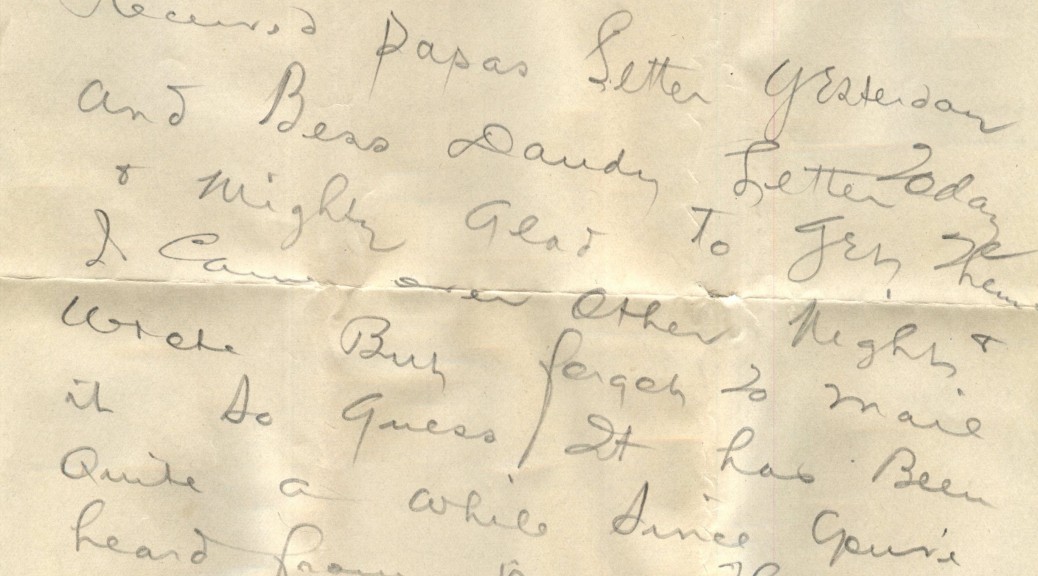 Received Papas Letter Yesterday
and Bess Dandy Letter Today
& Mighty Glad To Get Them
I Came over Other Night &
wrote But forgot To mail
it So Guess It has Been
Quite a while Since You've
heard from